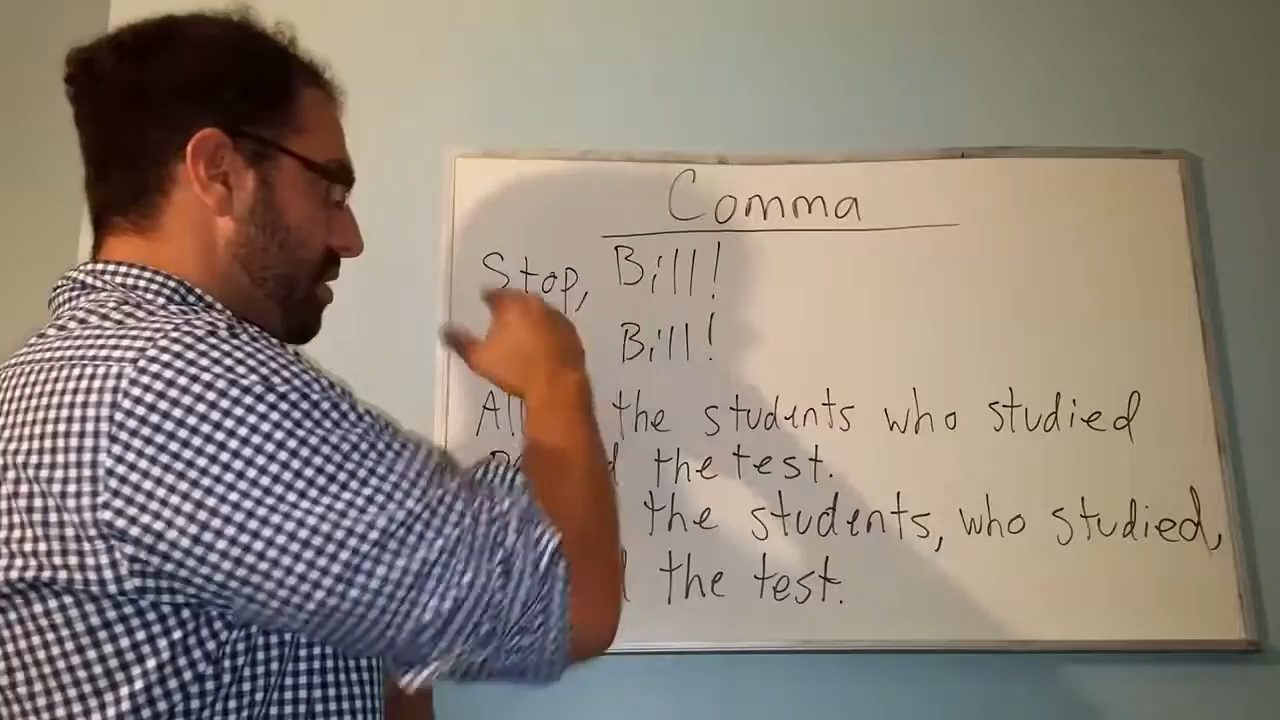 Comma
Stop, Bill!
Bill!
the students who studied
the test.
the students, who studied,
the test.